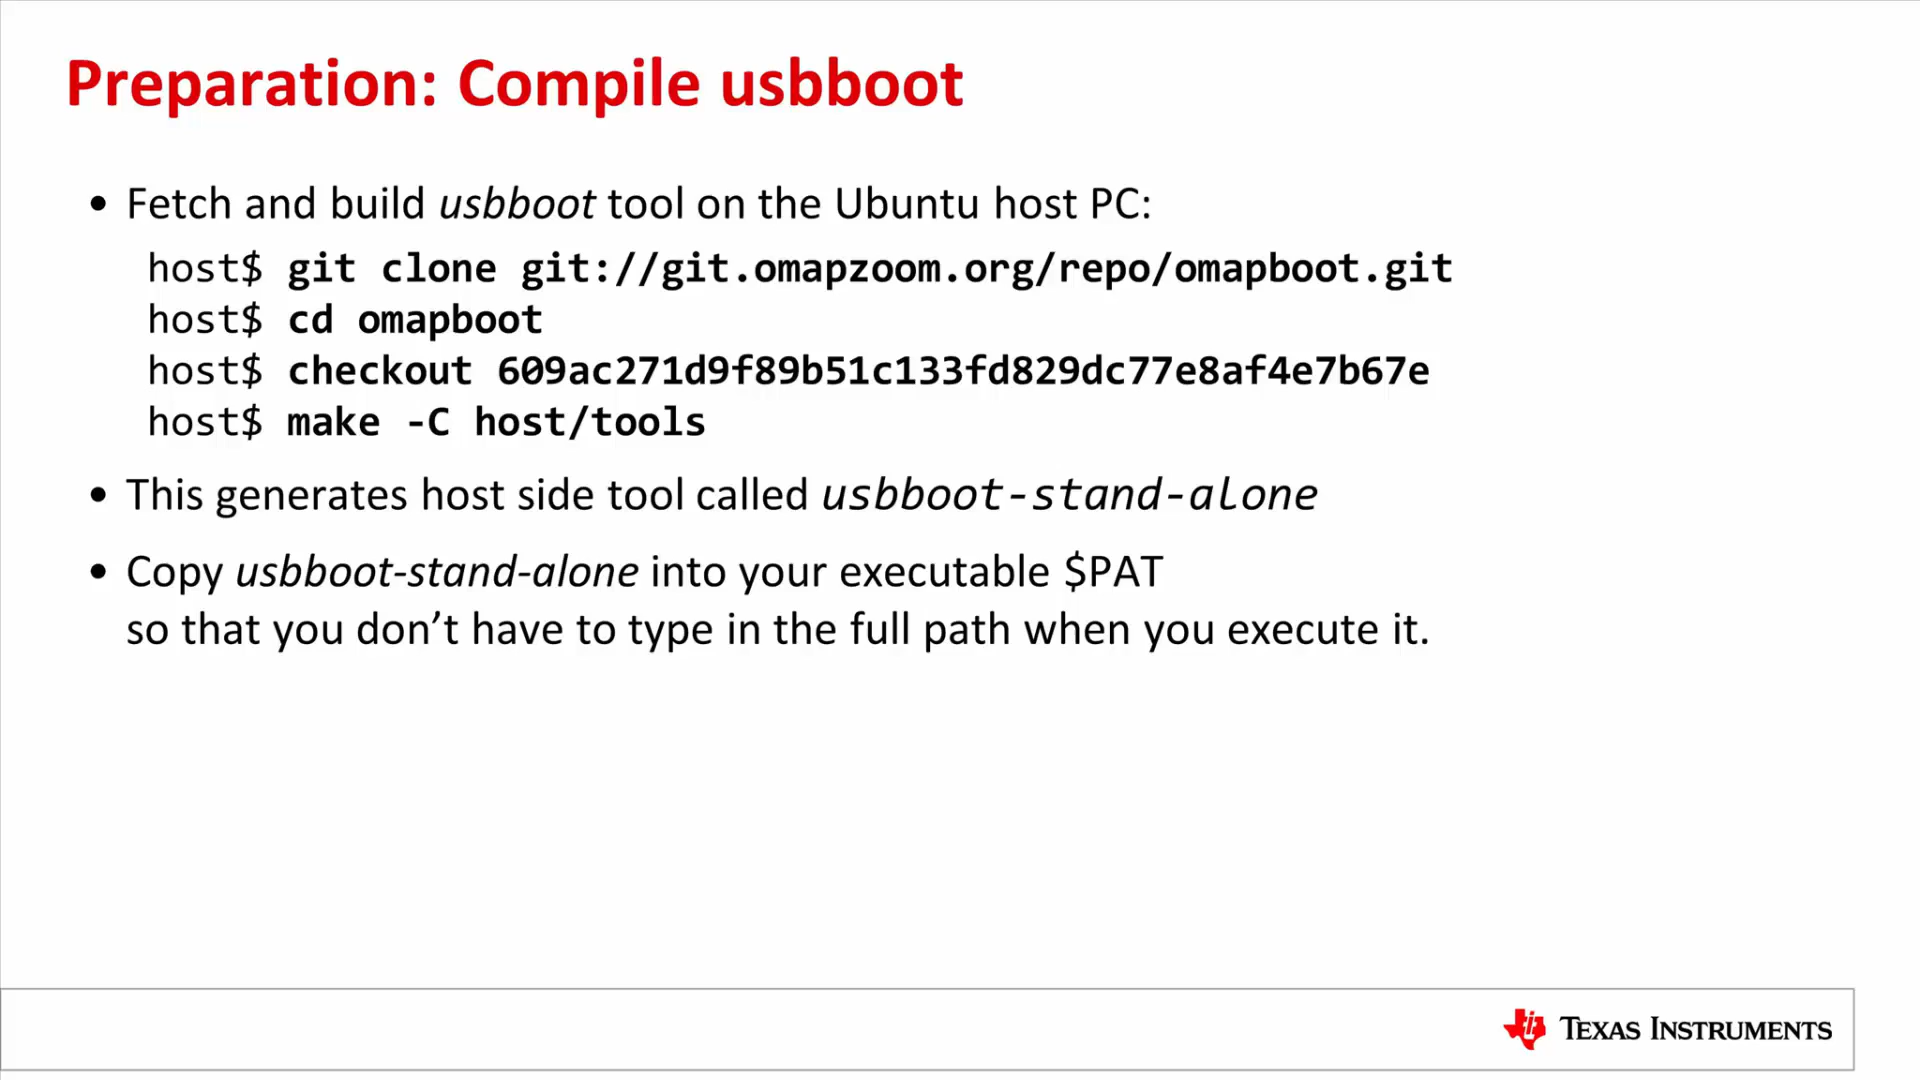 Preparation: Compile usbboot
• Fetch and build usbboot tool on the Ubuntu host PC:
host$ git clone git://git.omapzoom.org/repo/omapboot.git
host$ cd omapboot
host$ checkout 609ac271d9f89b51c133fd829dc77e8af4e7b67e
host$ make -C host/tools
• This generates host side tool called usbboot-stand-alone
• Copy usbboot-stand-alone into your executable $PAT
so that you don’t have to type in the full path when you execute it.
TEXAS INSTRUMENTS